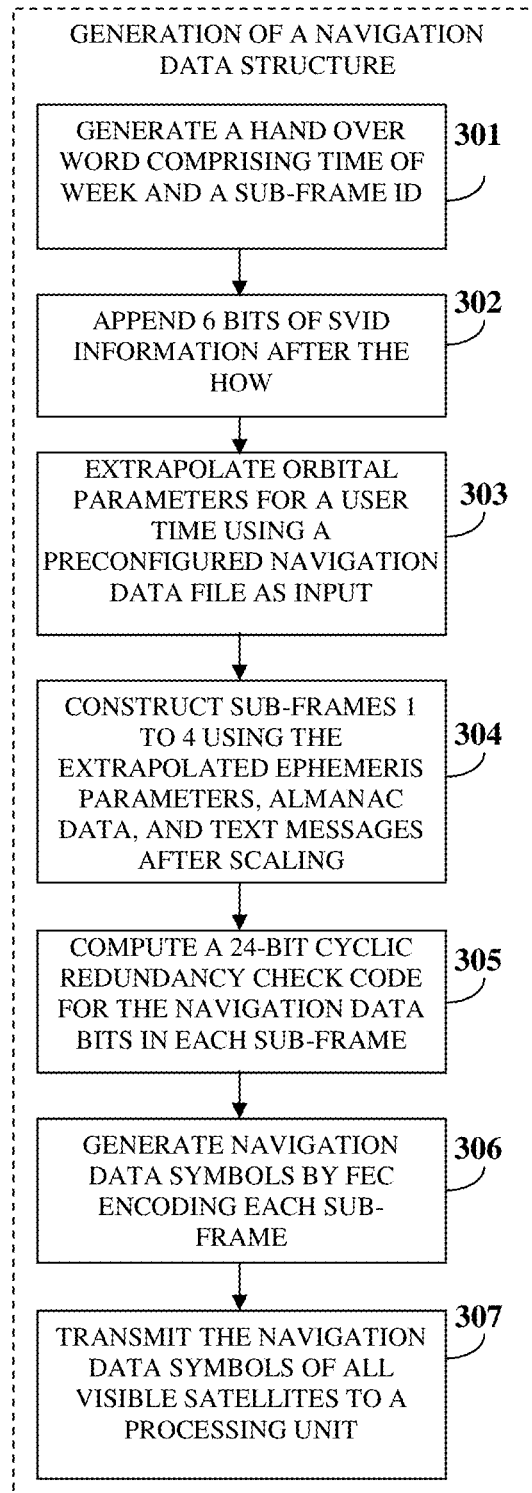 GENERATION OF A NAVIGATION
DATA STRUCTURE
GENERATE A HAND OVER
WORD COMPRISING TIME OF
WEEK AND A SUB-FRAME ID
301
APPEND 6 BITS OF SVID
INFORMATION AFTER THE
HOW
302
EXTRAPOLATE ORBITAL
PARAMETERS FOR A USER
TIME USING A
PRECONFIGURED NAVIGATION
DATA FILE AS INPUT
303
CONSTRUCT SUB-FRAMES 1
TO 4 USING THE
EXTRAPOLATED EPHEMERIS
PARAMETERS, ALMANAC
DATA, AND TEXT MESSAGES
AFTER SCALING
304
COMPUTE A 24-BIT CYCLIC
REDUNDANCY CHECK CODE
FOR THE NAVIGATION DATA
BITS IN EACH SUB-FRAME
305
GENERATE NAVIGATION
DATA SYMBOLS BY FEC
ENCODING EACH SUB-
FRAME
306
TRANSMIT THE NAVIGATION
DATA SYMBOLS OF ALL
VISIBLE SATELLITES TO A
PROCESSING UNIT
307